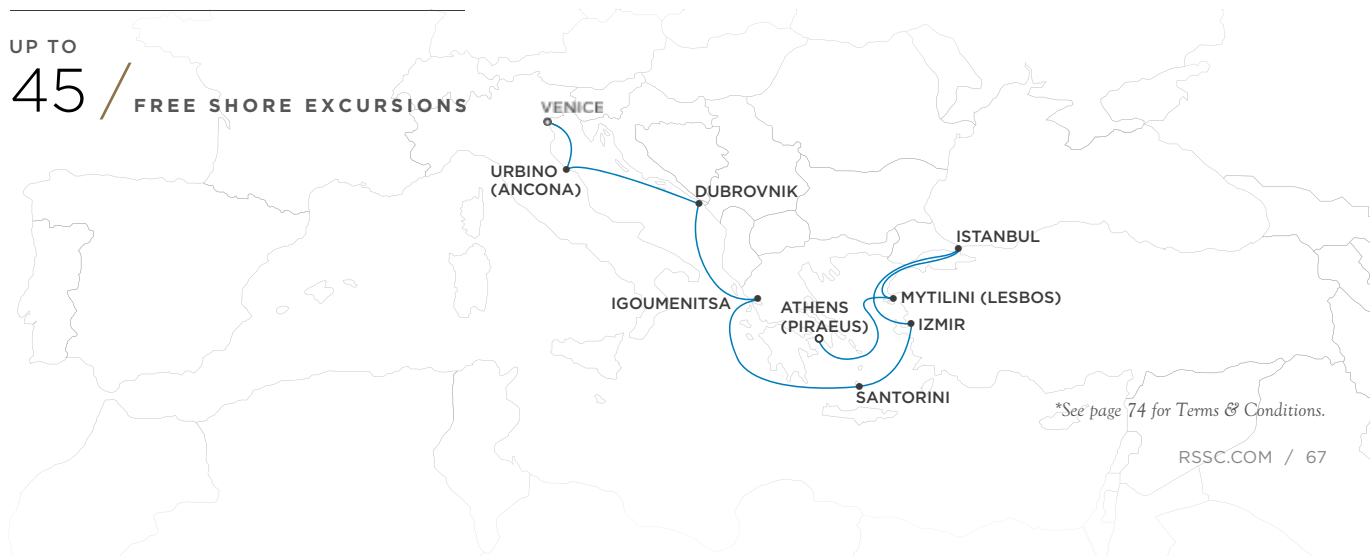 UP TO
45 / FREE SHORE EXCURSIONS
VENICE
URBINO
(ANCONA)
DUBROVNIK
ISTANBUL
IGOUMENITSA
ATHENS
(PIRAEUS)
MYTILINI (LESBOS)
IZMIR
SANTORINI
*See page 74 for Terms & Conditions.
RSSC.COM / 67